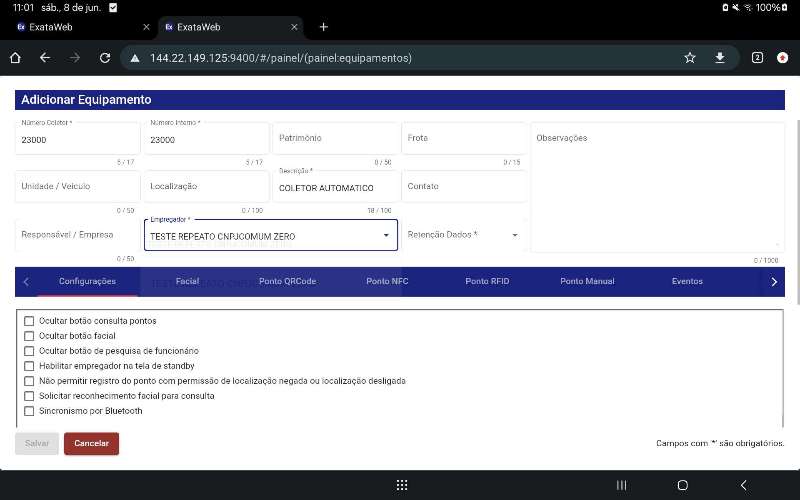 11:01 sáb., 8 de jun.
100%
Ex ExataWeb
Ex ExataWeb
144.22.149.125:9400/#/painel/(painel:equipamentos)
2
Adicionar Equipamento
Número Coletor *
23000
5 / 17
Número Interno *
23000
5 / 17
Patrimônio
0 / 50
Frota
0 / 15
Observações
0 / 1000
Unidade / Veículo
0 / 50
Localização
0 / 100
Descrição *
COLETOR AUTOMATICO
18 / 100
Contato
Responsável / Empresa
0 / 50
Empregador *
TESTE REPEATO CNPJCOMUM ZERO
Retenção Dados *
Configurações
Facial
Ponto QRCode
Ponto NFC
Ponto RFID
Ponto Manual
Eventos
Ocultar botão consulta pontos
Ocultar botão facial
Ocultar botão de pesquisa de funcionário
Habilitar empregador na tela de standby
Não permitir registro do ponto com permissão de localização negada ou localização desligada
Solicitar reconhecimento facial para consulta
Sincronismo por Bluetooth
Salvar
Cancelar
Campos com '*' são obrigatórios.